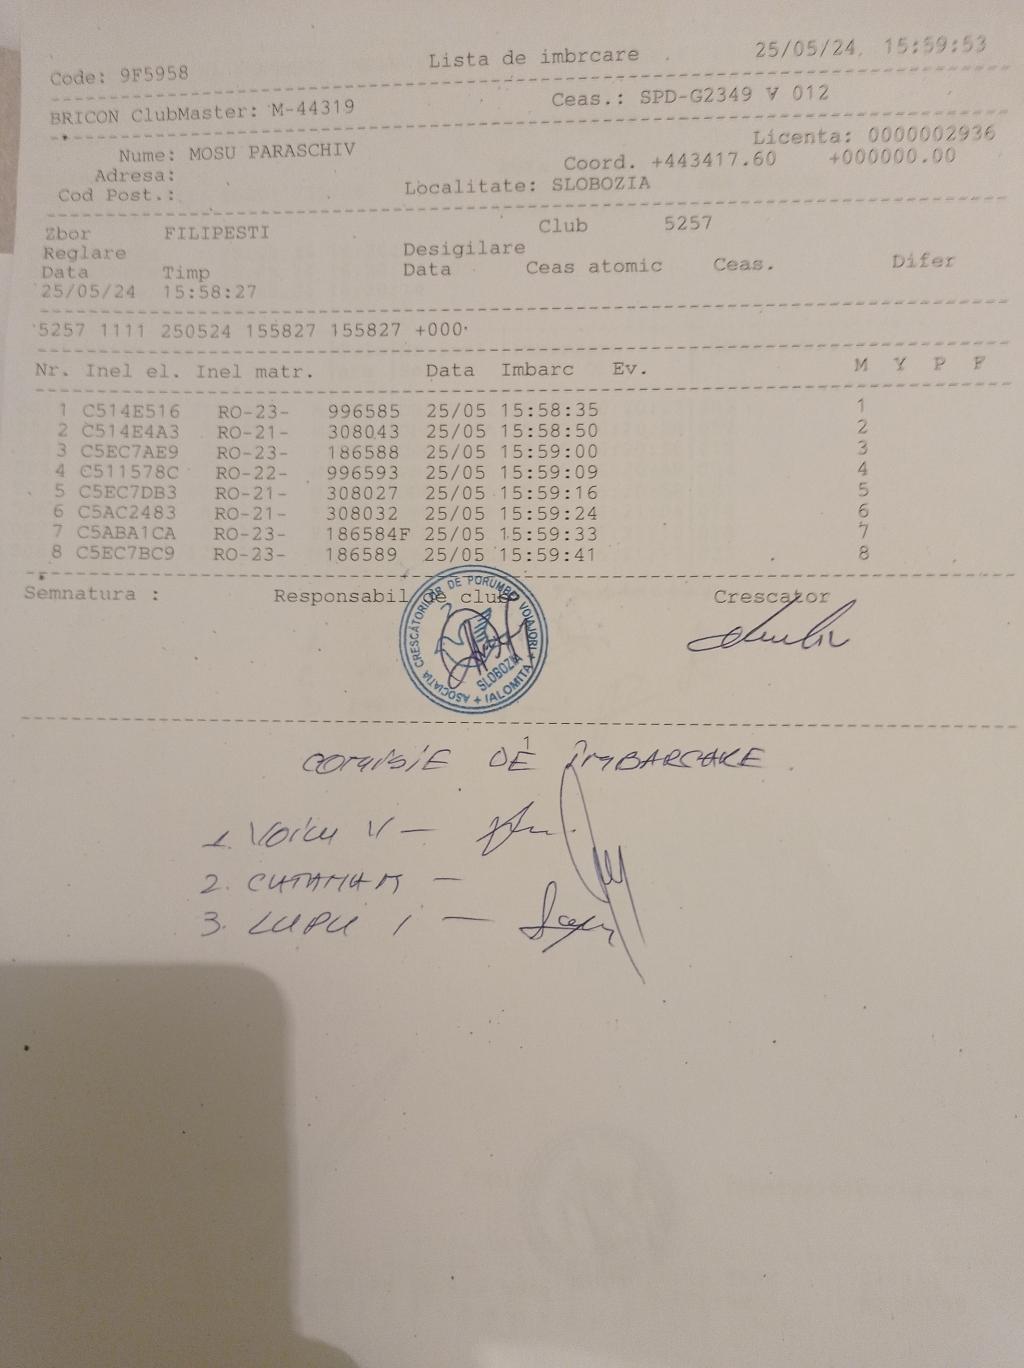 Code: 9F5958 Lista de imbrcare 25/05/24, 15:59:53
BRICON ClubMaster: M-44319 Ceas.: SPD-G2349 V 012
Licenta: 0000002936
Nume: MOSU PARASCHIV Coord. +443417.60 +000000.00
Adresa:
Cod Post.: Localitate: SLOBOZIA
Zbor FILIPESTI Club 5257
Reglare Desigilare
Data Timp Data Ceas atomic Ceas. Difer
25/05/24 15:58:27
5257 1111 250524 155827 155827 +000
Nr. Inel el. Inel matr. Data Imbarc Ev. M Y P F
1 C514E516 RO-23- 996585 25/05 15:58:35 1
2 C514E4A3 RO-21- 308043 25/05 15:58:50 2
3 C5EC7AE9 RO-23- 186588 25/05 15:59:00 3
4 C511578C RO-22- 996593 25/05 15:59:09 4
5 C5EC7DB3 RO-21- 308027 25/05 15:59:16 5
6 C5AC2483 RO-21- 308032 25/05 15:59:24 6
7 C5ABA1CA RO-23- 186584F 25/05 15:59:33 7
8 C5EC7BC9 RO-23- 186589 25/05 15:59:41 8
Semnatura : Responsabil de club Crescator
ASOCIATIA CRESCĂTORILOR DE PORUMBEI VOIAJORI
SLOBOZIA
IALOMITA
1
COMISIE DE ÎMBARCARE
1. VOICU V —
2. —
3. LUPU I —